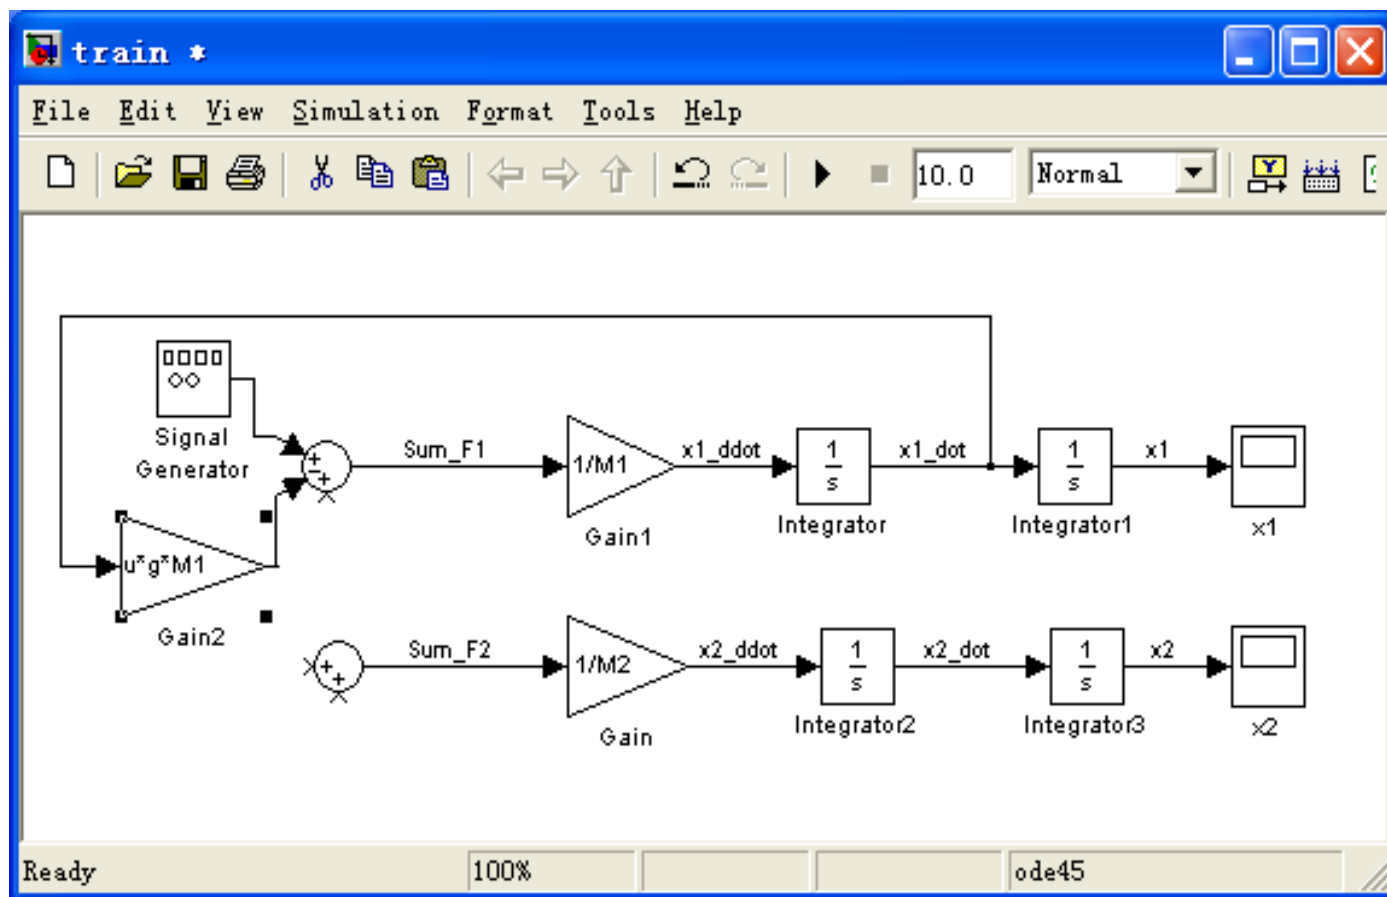 train *
File Edit View Simulation Format Tools Help
10.0 Normal
Signal
Generator
Sum_F1
1/M1
x1_ddot
1
s
x1_dot
1
s
x1
Gain1
Integrator
Integrator1
x1
u*g*M1
Gain2
Sum_F2
1/M2
x2_ddot
1
s
x2_dot
1
s
x2
Gain
Integrator2
Integrator3
x2
Ready 100% ode45